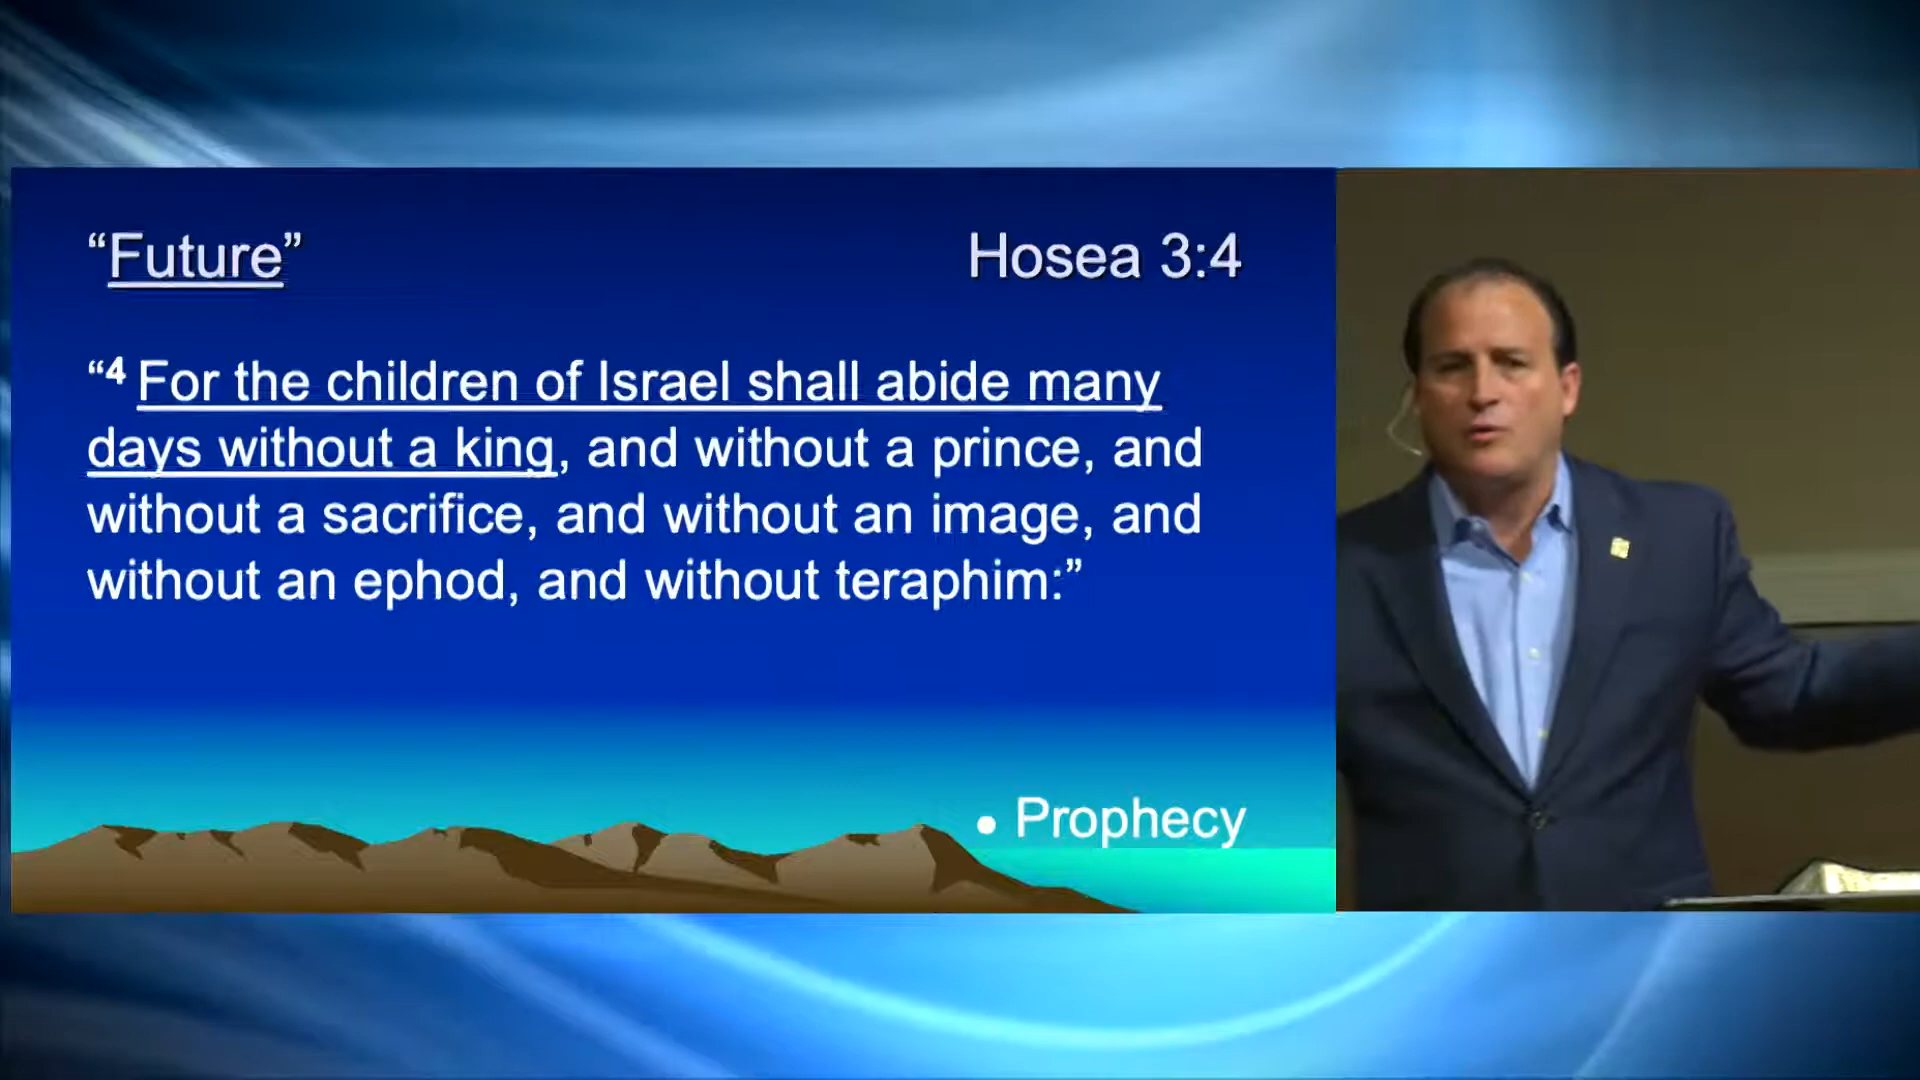 “Future” Hosea 3:4
“4 For the children of Israel shall abide many
days without a king, and without a prince, and
without a sacrifice, and without an image, and
without an ephod, and without teraphim:”
• Prophecy